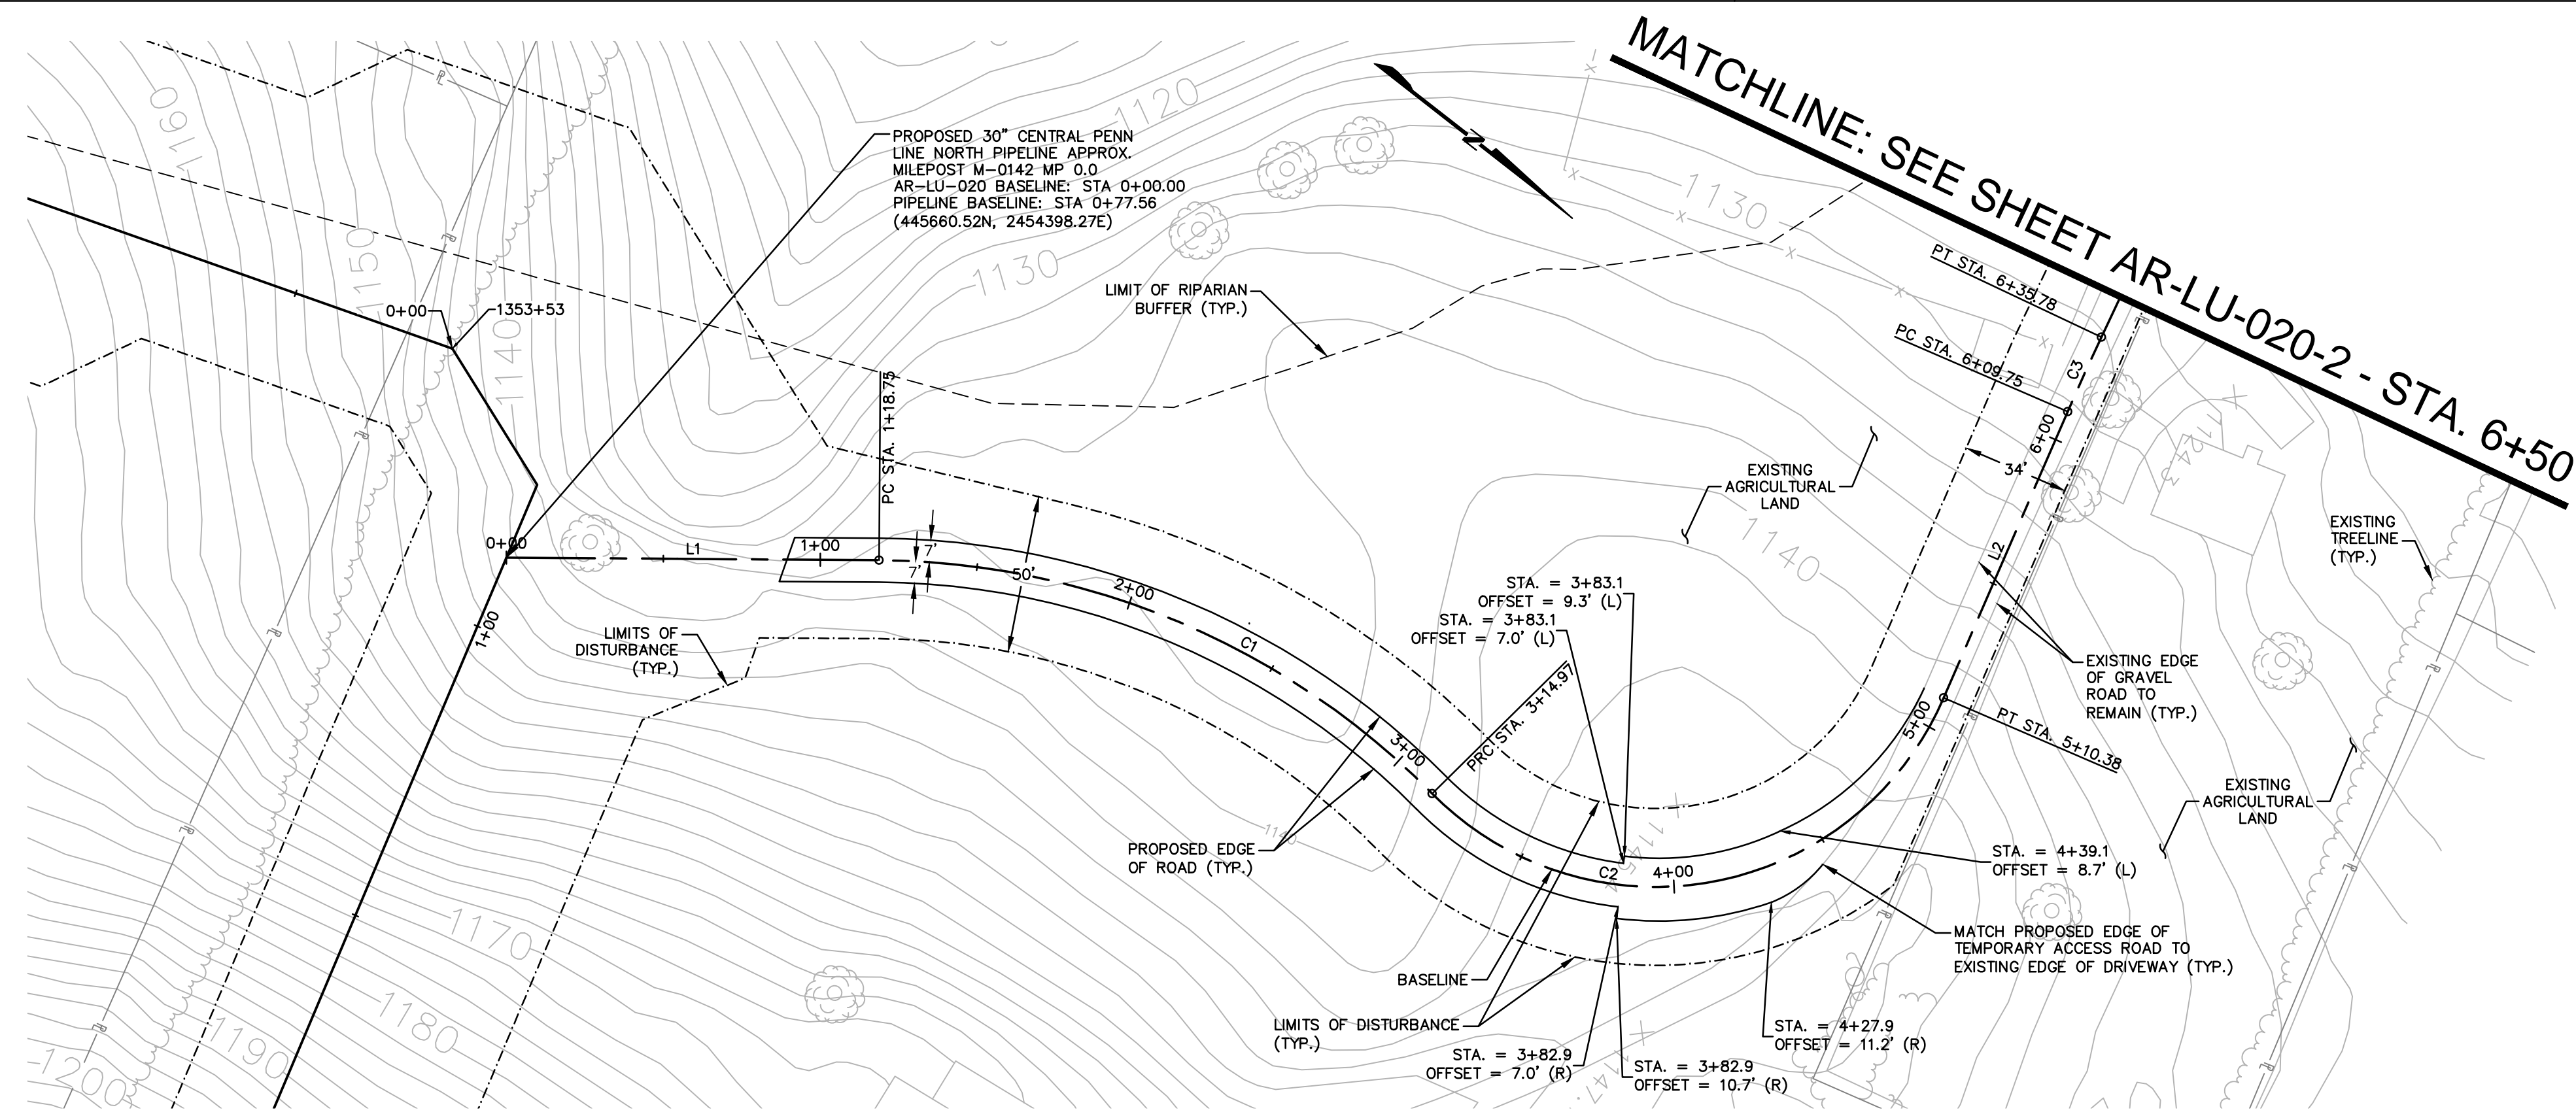 MATCHLINE: SEE SHEET AR-LU-020-2 - STA. 6+50
1160
1120
PROPOSED 30" CENTRAL PENN
LINE NORTH PIPELINE APPROX.
MILEPOST M-0142 MP 0.0
AR-LU-020 BASELINE: STA 0+00.00
PIPELINE BASELINE: STA 0+77.56
(445660.52N, 2454398.27E)
N
1130
1150
1130
PT STA. 6+35.78
LIMIT OF RIPARIAN
BUFFER (TYP.)
0+00
1353+53
1140
PC STA. 6+09.75
C3
PC STA. 1+18.75
6+00
1142.3
34'
EXISTING
AGRICULTURAL
LAND
EXISTING
TREELINE
(TYP.)
1140
0+00
L1
1+00
7'
7'
50'
2+00
L2
STA. = 3+83.1
OFFSET = 9.3' (L)
STA. = 3+83.1
OFFSET = 7.0' (L)
1+00
LIMITS OF
DISTURBANCE
(TYP.)
C1
PRC STA. 3+14.97
EXISTING EDGE
OF GRAVEL
ROAD TO
REMAIN (TYP.)
5+00
PT STA. 5+10.38
3+00
EXISTING
AGRICULTURAL
LAND
PROPOSED EDGE
OF ROAD (TYP.)
C2
4+00
STA. = 4+39.1
OFFSET = 8.7' (L)
1170
MATCH PROPOSED EDGE OF
TEMPORARY ACCESS ROAD TO
EXISTING EDGE OF DRIVEWAY (TYP.)
BASELINE
1180
LIMITS OF DISTURBANCE
(TYP.)
STA. = 4+27.9
OFFSET = 11.2' (R)
1190
STA. = 3+82.9
OFFSET = 7.0' (R)
STA. = 3+82.9
OFFSET = 10.7' (R)
1200